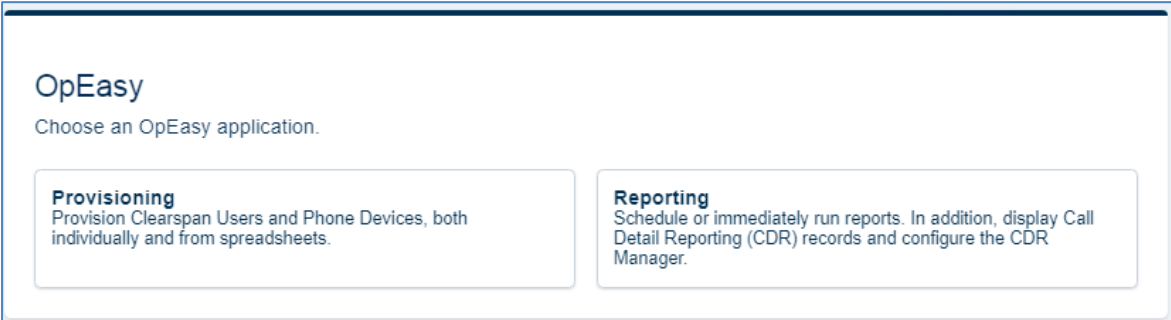 OpEasy
Choose an OpEasy application.
Provisioning
Provision Clearspan Users and Phone Devices, both
individually and from spreadsheets.
Reporting
Schedule or immediately run reports. In addition, display Call
Detail Reporting (CDR) records and configure the CDR
Manager.